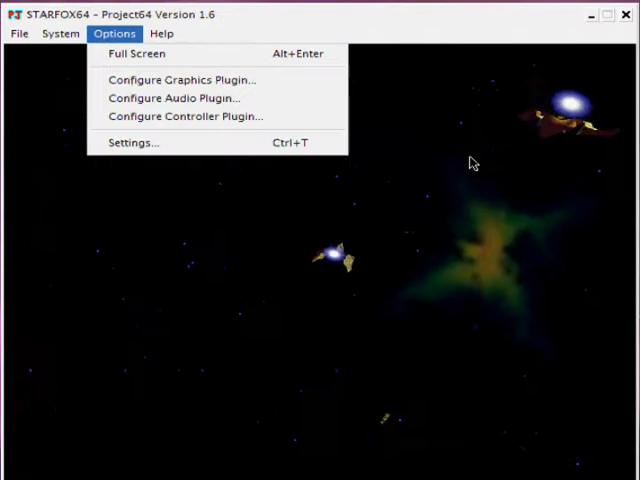 STARFOX64 - Project64 Version 1.6
File System Options Help
Full Screen Alt+Enter
Configure Graphics Plugin...
Configure Audio Plugin...
Configure Controller Plugin...
Settings... Ctrl+T